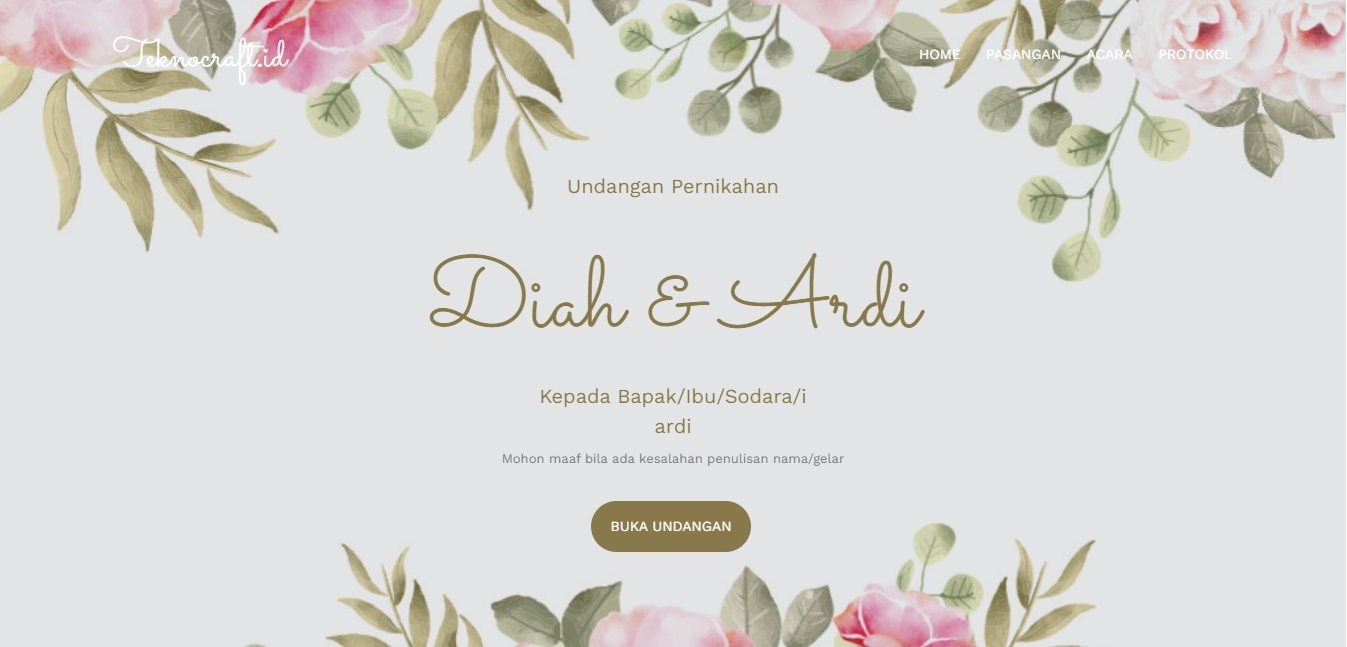 Teknocraft.id
HOME PASANGAN ACARA PROTOKOL
Undangan Pernikahan
Diah & Ardi
Kepada Bapak/Ibu/Sodara/i
ardi
Mohon maaf bila ada kesalahan penulisan nama/gelar
BUKA UNDANGAN